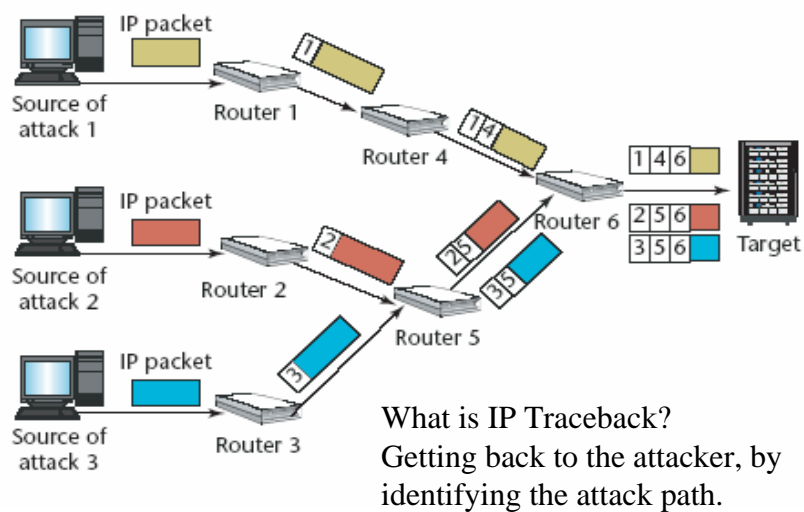 IP packet
Source of
attack 1
Router 1
1
Router 4
1 4
1 4 6
Router 6
Target
IP packet
Source of
attack 2
Router 2
2
2 5
2 5 6
3 5 6
3 5
Router 5
IP packet
Source of
attack 3
Router 3
3
What is IP Traceback?
Getting back to the attacker, by
identifying the attack path.